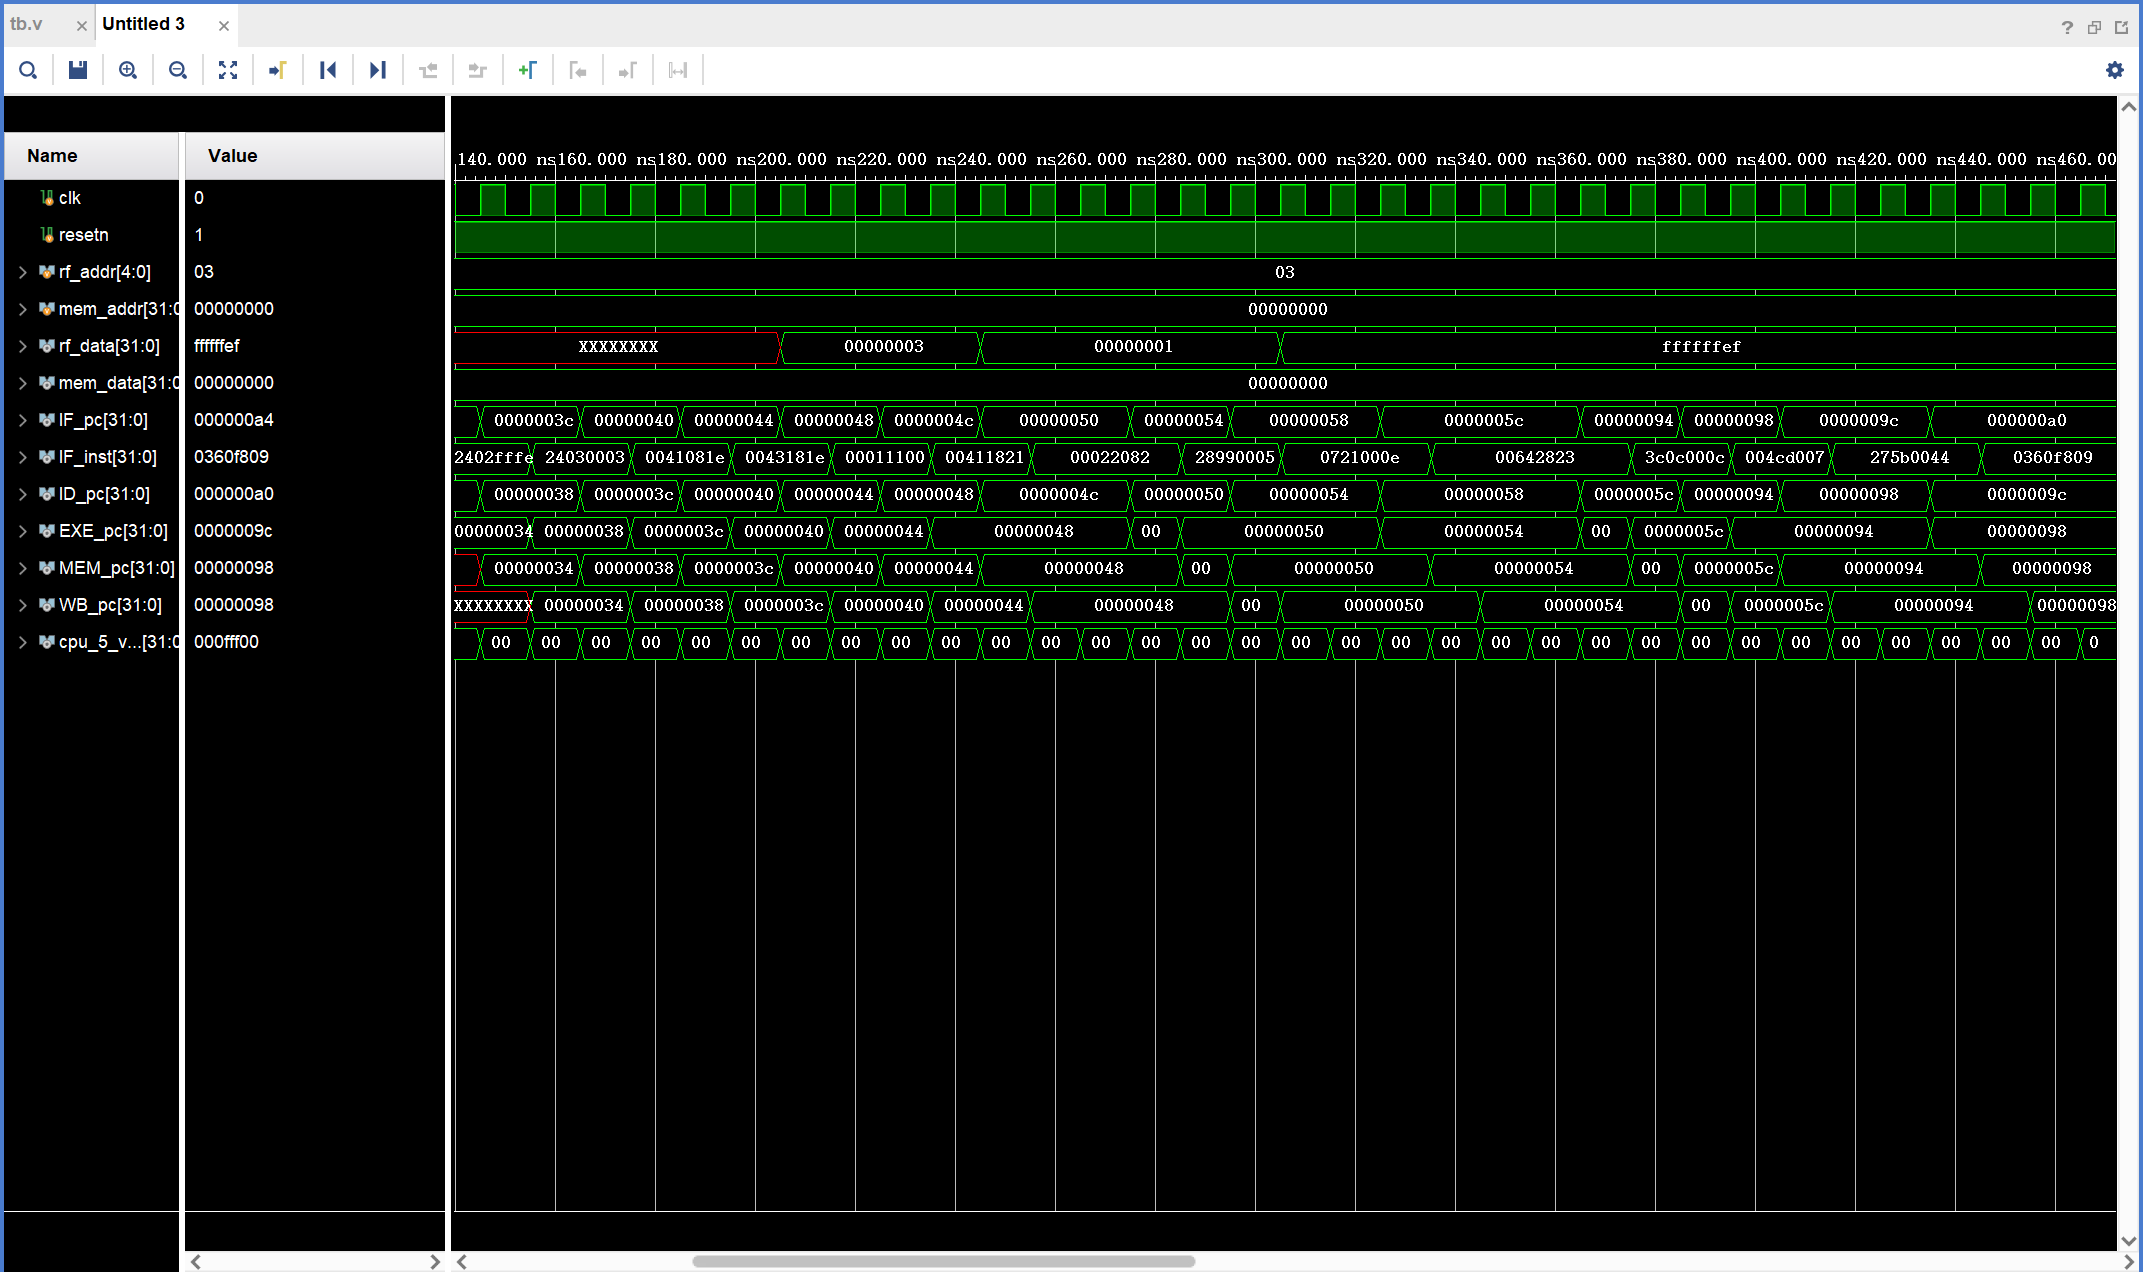 tb.v × Untitled 3 ×
?
Name Value
140.000 ns 160.000 ns 180.000 ns 200.000 ns 220.000 ns 240.000 ns 260.000 ns 280.000 ns 300.000 ns 320.000 ns 340.000 ns 360.000 ns 380.000 ns 400.000 ns 420.000 ns 440.000 ns 460.00
clk 0
resetn 1
rf_addr[4:0] 03 03
mem_addr[31:0 00000000 00000000
rf_data[31:0] ffffffef XXXXXXXX 00000003 00000001 ffffffef
mem_data[31:0 00000000 00000000
IF_pc[31:0] 000000a4 0000003c 00000040 00000044 00000048 0000004c 00000050 00000054 00000058 0000005c 00000094 00000098 0000009c 000000a0
IF_inst[31:0] 0360f809 2402fffe 24030003 0041081e 0043181e 00011100 00411821 00022082 28990005 0721000e 00642823 3c0c000c 004cd007 275b0044 0360f809
ID_pc[31:0] 000000a0 00000038 0000003c 00000040 00000044 00000048 0000004c 00000050 00000054 00000058 0000005c 00000094 00000098 0000009c
EXE_pc[31:0] 0000009c 00000034 00000038 0000003c 00000040 00000044 00000048 00 00000050 00000054 00 0000005c 00000094 00000098
MEM_pc[31:0] 00000098 00000034 00000038 0000003c 00000040 00000044 00000048 00 00000050 00000054 00 0000005c 00000094 00000098
WB_pc[31:0] 00000098 XXXXXXXX 00000034 00000038 0000003c 00000040 00000044 00000048 00 00000050 00000054 00 0000005c 00000094 00000098
cpu_5_v...[31:0 000fff00 00 00 00 00 00 00 00 00 00 00 00 00 00 00 00 00 00 00 00 00 00 00 00 00 00 00 00 00 00 00 00 00 0